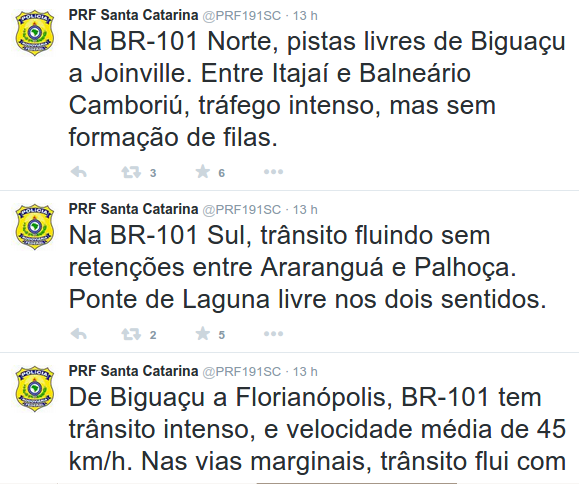 PRF Santa Catarina @PRF191SC · 13 h
Na BR-101 Norte, pistas livres de Biguaçu
a Joinville. Entre Itajaí e Balneário
Camboriú, tráfego intenso, mas sem
formação de filas.
3 6
PRF Santa Catarina @PRF191SC · 13 h
Na BR-101 Sul, trânsito fluindo sem
retenções entre Araranguá e Palhoça.
Ponte de Laguna livre nos dois sentidos.
2 5
PRF Santa Catarina @PRF191SC · 13 h
De Biguaçu a Florianópolis, BR-101 tem
trânsito intenso, e velocidade média de 45
km/h. Nas vias marginais, trânsito flui com